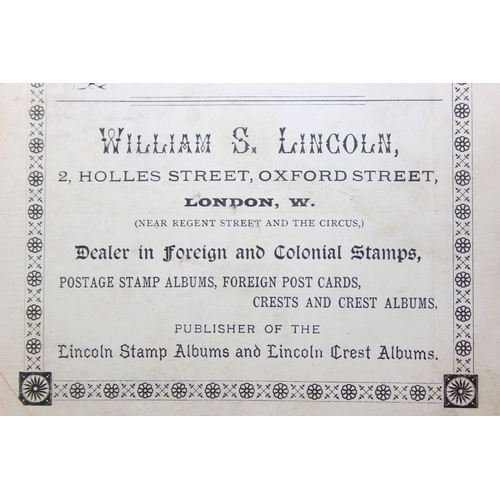 William S. Lincoln,
2, HOLLES STREET, OXFORD STREET,
LONDON, W.
(NEAR REGENT STREET AND THE CIRCUS,)
Dealer in Foreign and Colonial Stamps,
POSTAGE STAMP ALBUMS, FOREIGN POST CARDS,
CRESTS AND CREST ALBUMS,
PUBLISHER OF THE
Lincoln Stamp Albums and Lincoln Crest Albums.